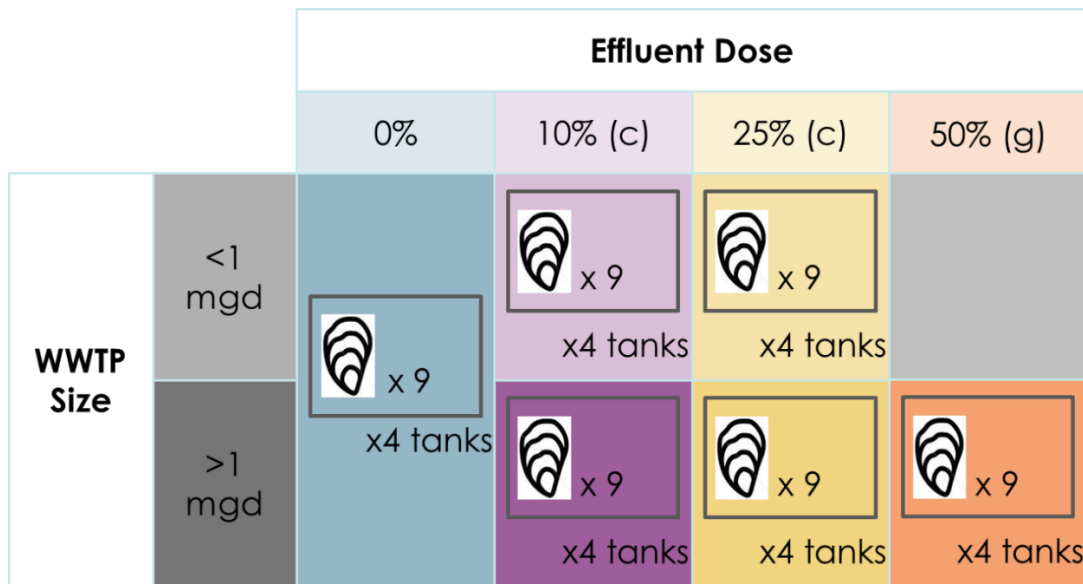 Effluent Dose
0% 10% (c) 25% (c) 50% (g)
<1
mgd
x 9 x 9
x4 tanks x4 tanks
WWTP
Size
x 9
x4 tanks
>1
mgd
x 9 x 9 x 9
x4 tanks x4 tanks x4 tanks